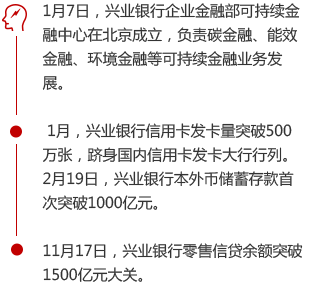 1月7日，兴业银行企业金融部可持续金
融中心在北京成立，负责碳金融、能效
金融、环境金融等可持续金融业务发
展。
1月，兴业银行信用卡发卡量突破500
万张，跻身国内信用卡发卡大行行列。
2月19日，兴业银行本外币储蓄存款首
次突破1000亿元。
11月17日，兴业银行零售信贷余额突破
1500亿元大关。